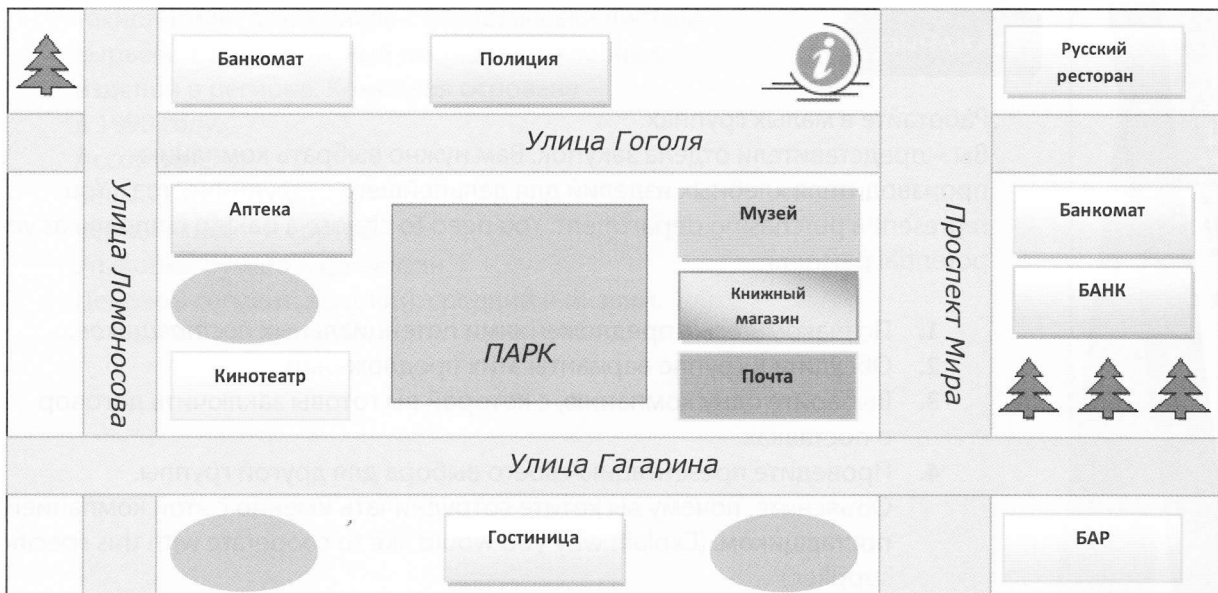 Банкомат
Полиция
i
Русский
ресторан
Улица Гоголя
Улица Ломоносова
Аптека
Кинотеатр
ПАРК
Музей
Книжный
магазин
Почта
Проспект Мира
Банкомат
БАНК
Улица Гагарина
Гостиница
БАР